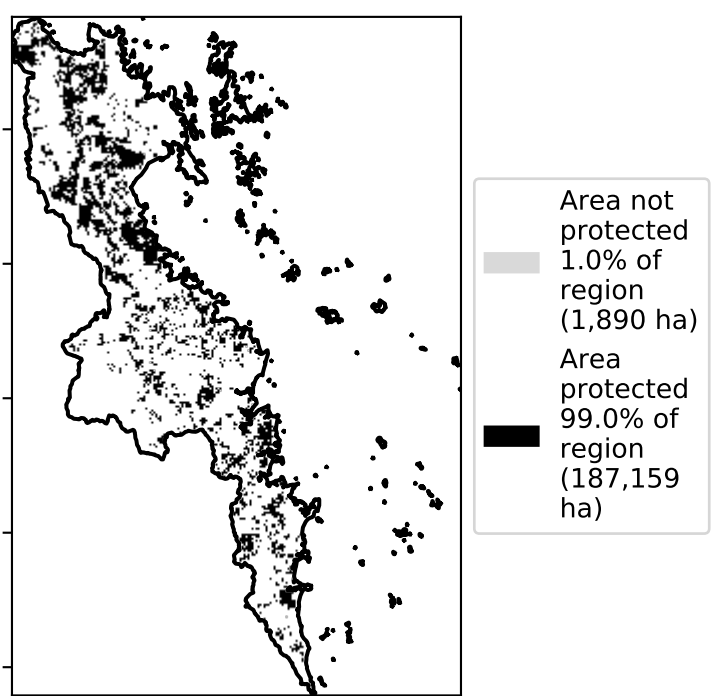 Area not
protected
1.0% of
region
(1,890 ha)
Area
protected
99.0% of
region
(187,159
ha)